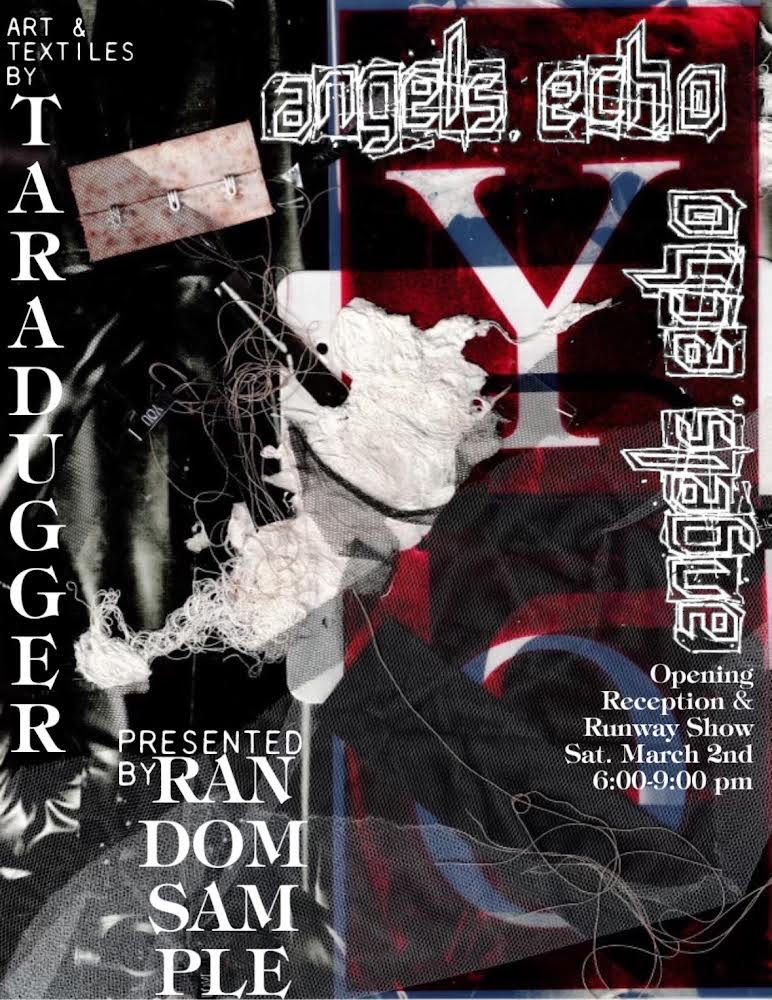 ART &
TEXTILES
BY
TARADUGGER
angels. echo
angels. echo
Y
O
YOU
Opening
Reception &
Runway Show
Sat. March 2nd
6:00-9:00 pm
PRESENTED
BY
RAN
DOM
SAM
PLE